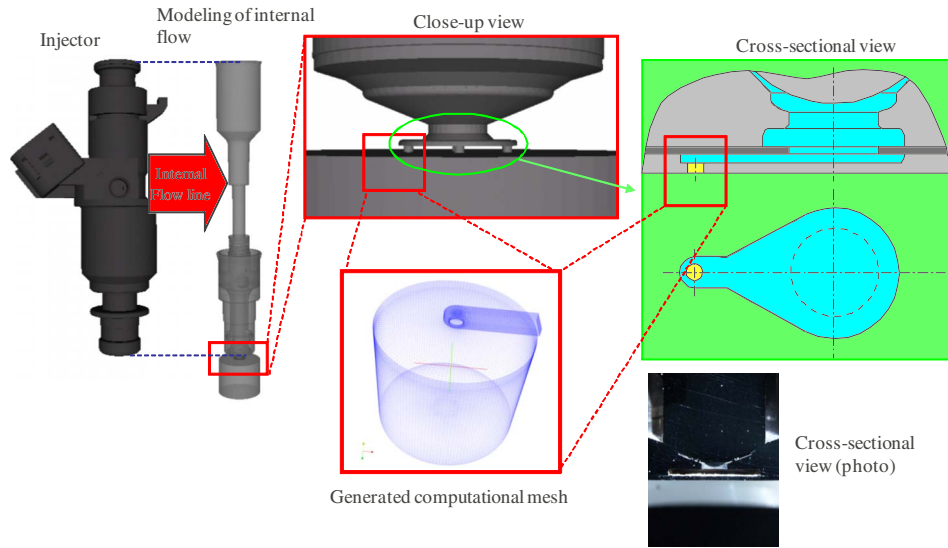 Modeling of internal
flow
Injector
Close-up view
Cross-sectional view
Internal
Flow line
Cross-sectional
view (photo)
Generated computational mesh